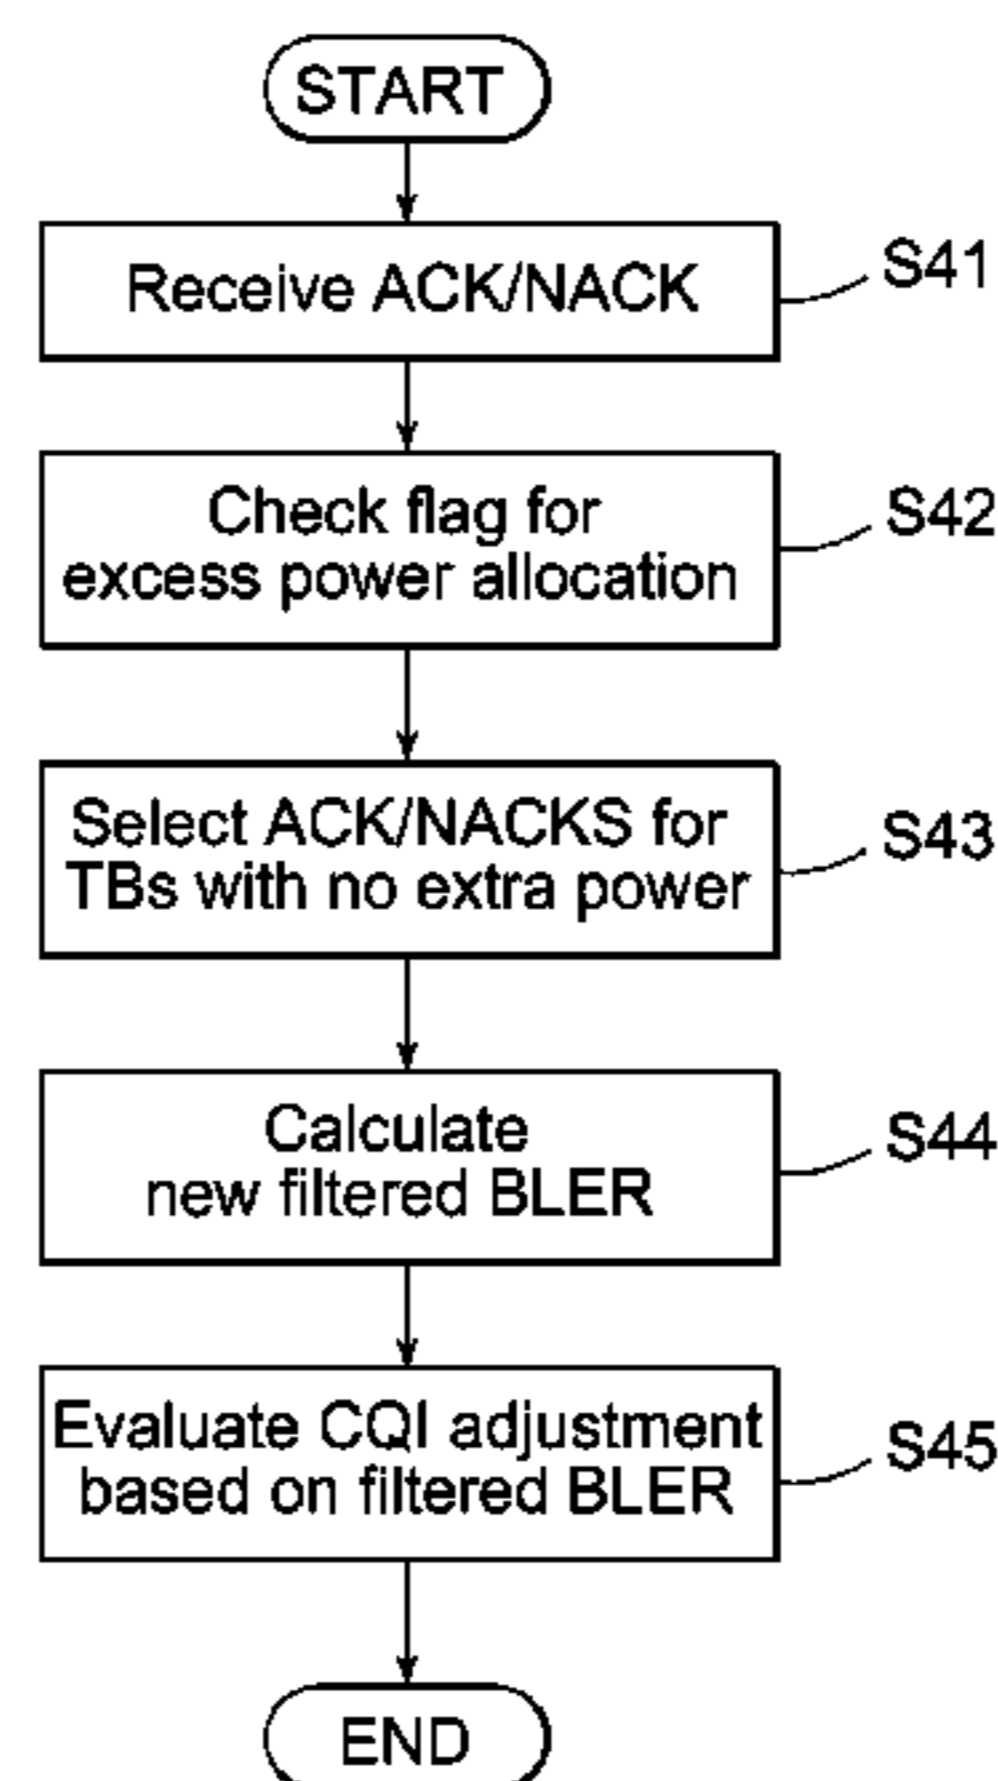 START
Receive ACK/NACK
S41
Check flag for
excess power allocation
S42
Select ACK/NACKS for
TBs with no extra power
S43
Calculate
new filtered BLER
S44
Evaluate CQI adjustment
based on filtered BLER
S45
END